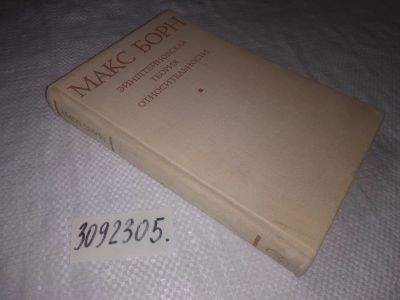 МАКС БОРН
ЭЙНШТЕЙНОВСКАЯ
ТЕОРИЯ
ОТНОСИТЕЛЬНОСТИ
3092305.